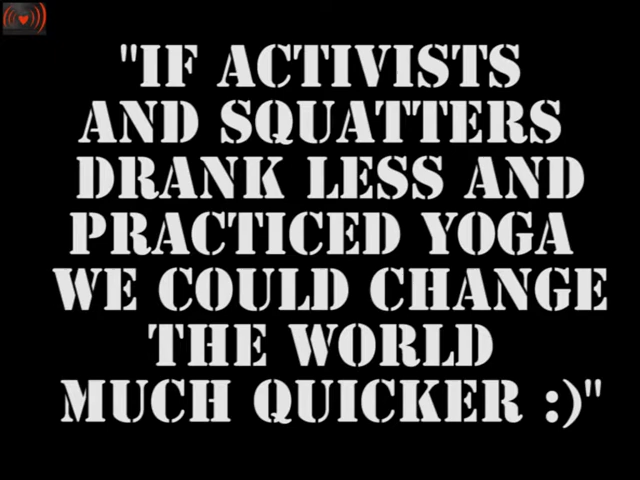 "IF ACTIVISTS
AND SQUATTERS
DRANK LESS AND
PRACTICED YOGA
WE COULD CHANGE
THE WORLD
MUCH QUICKER :)"